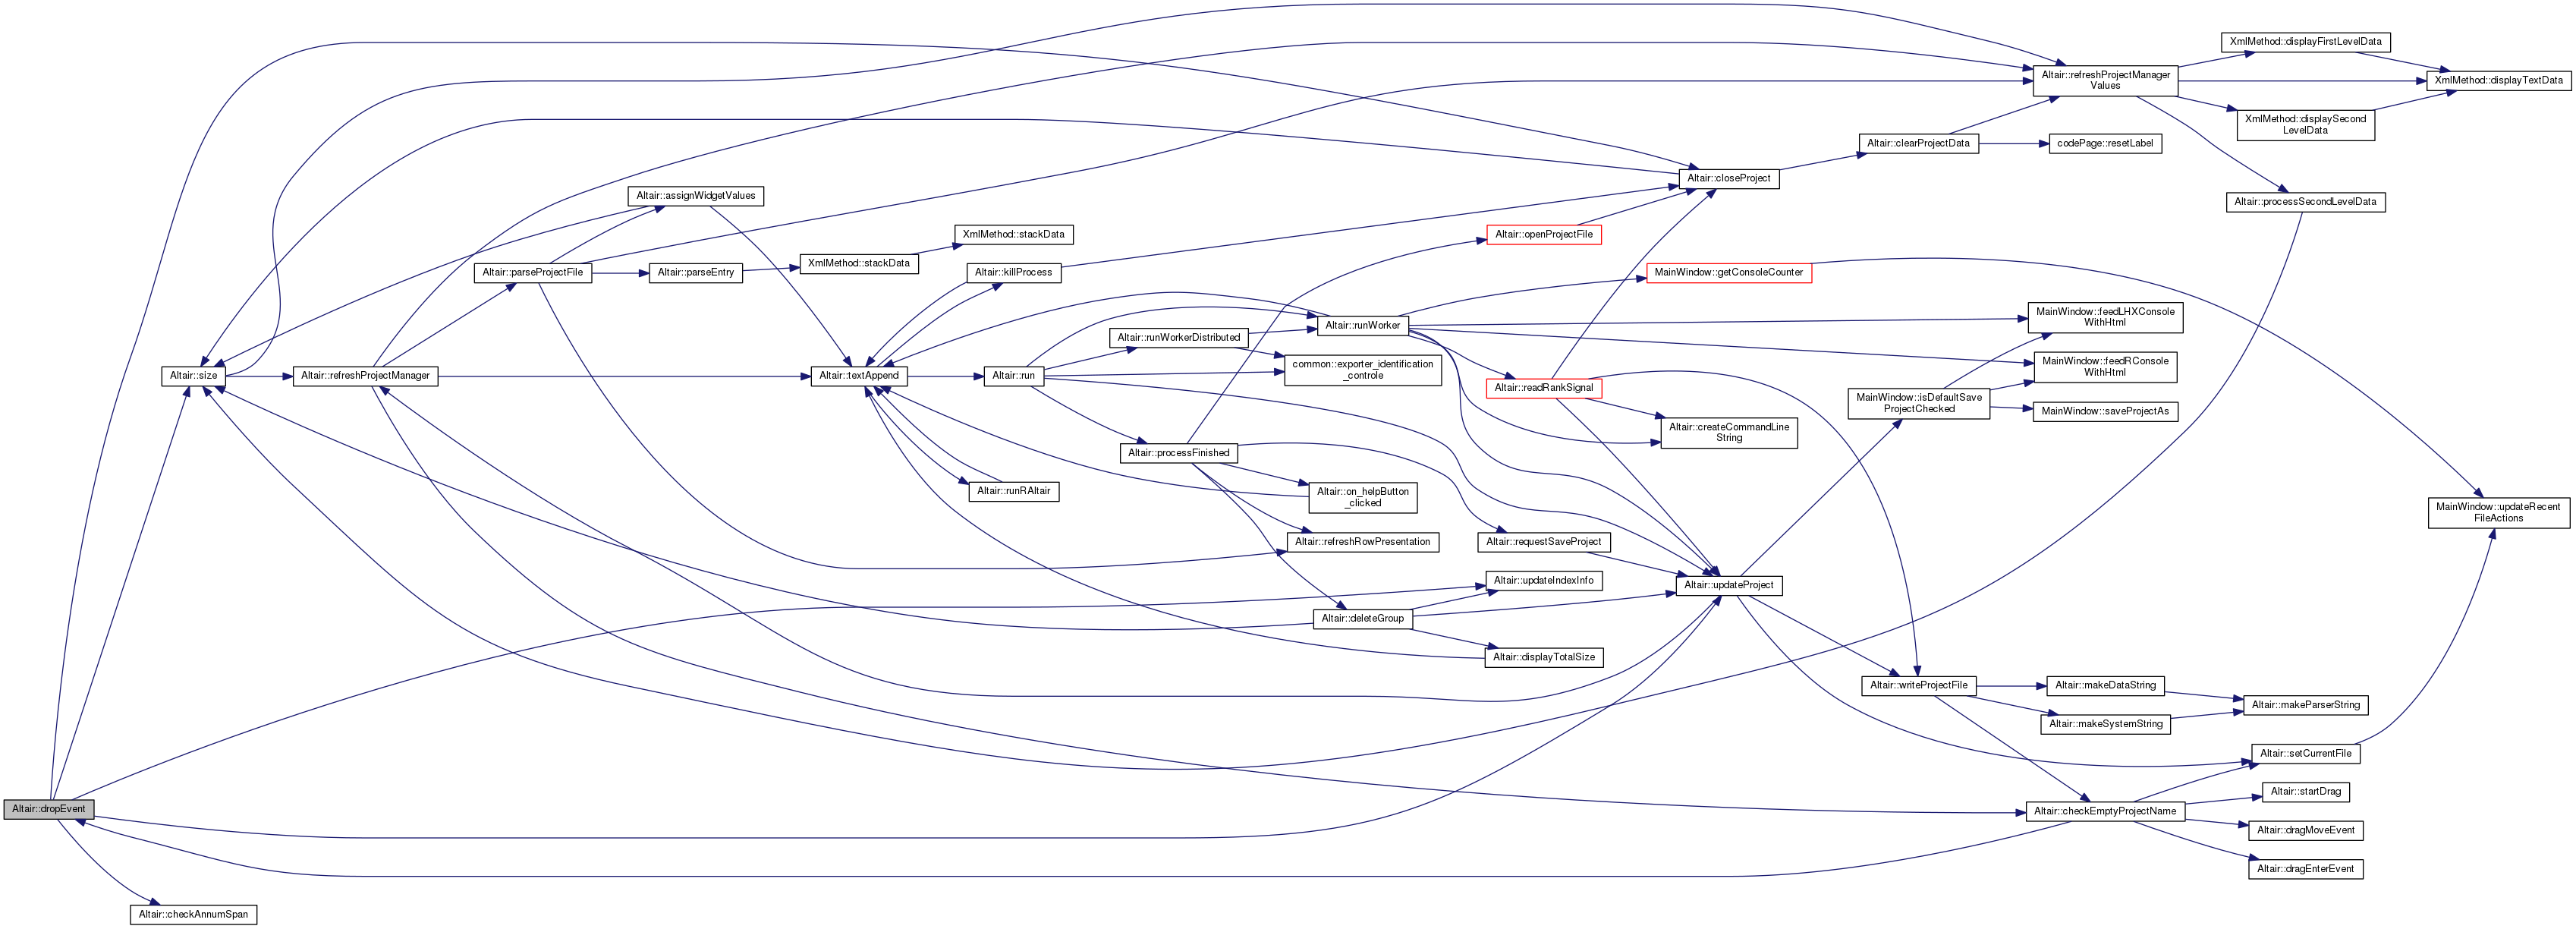 Altair::dropEvent
Altair::checkAnnumSpan
Altair::size
Altair::refreshProjectManager
Altair::parseProjectFile
Altair::assignWidgetValues
Altair::parseEntry
XmlMethod::stackData
XmlMethod::stackData
Altair::textAppend
Altair::killProcess
Altair::run
Altair::runRAltair
Altair::runWorkerDistributed
Altair::processFinished
Altair::runWorker
common::exporter_identification
_controle
Altair::on_helpButton
_clicked
Altair::refreshRowPresentation
Altair::deleteGroup
Altair::openProjectFile
Altair::readRankSignal
Altair::requestSaveProject
Altair::updateIndexInfo
Altair::displayTotalSize
Altair::closeProject
MainWindow::getConsoleCounter
Altair::createCommandLine
String
Altair::updateProject
Altair::clearProjectData
MainWindow::isDefaultSave
ProjectChecked
Altair::writeProjectFile
Altair::refreshProjectManager
Values
codePage::resetLabel
MainWindow::feedLHXConsole
WithHtml
MainWindow::feedRConsole
WithHtml
MainWindow::saveProjectAs
Altair::makeDataString
Altair::makeSystemString
Altair::checkEmptyProjectName
XmlMethod::displayFirstLevelData
XmlMethod::displaySecond
LevelData
Altair::processSecondLevelData
Altair::makeParserString
Altair::setCurrentFile
Altair::startDrag
Altair::dragMoveEvent
Altair::dragEnterEvent
XmlMethod::displayTextData
MainWindow::updateRecent
FileActions